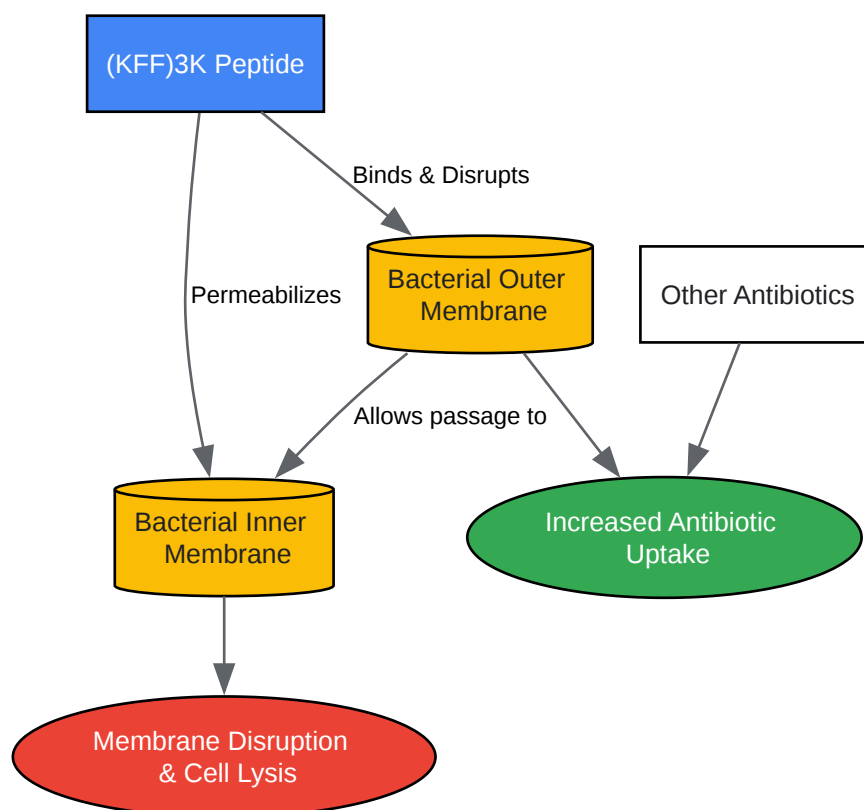 (KFF)3K Peptide
Binds & Disrupts
Bacterial Outer
Membrane
Other Antibiotics
Permeabilizes
Allows passage to
Bacterial Inner
Membrane
Increased Antibiotic
Uptake
Membrane Disruption
& Cell Lysis